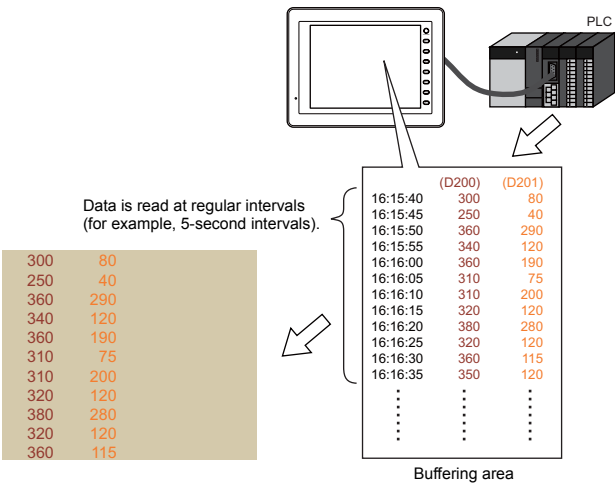 PLC
(D200) (D201)
16:15:40 300 80
16:15:45 250 40
16:15:50 360 290
16:15:55 340 120
16:16:00 360 190
16:16:05 310 75
16:16:10 310 200
16:16:15 320 120
16:16:20 380 280
16:16:25 320 120
16:16:30 360 115
16:16:35 350 120
Buffering area
Data is read at regular intervals
(for example, 5-second intervals).
300 80
250 40
360 290
340 120
360 190
310 75
310 200
320 120
380 280
320 120
360 115